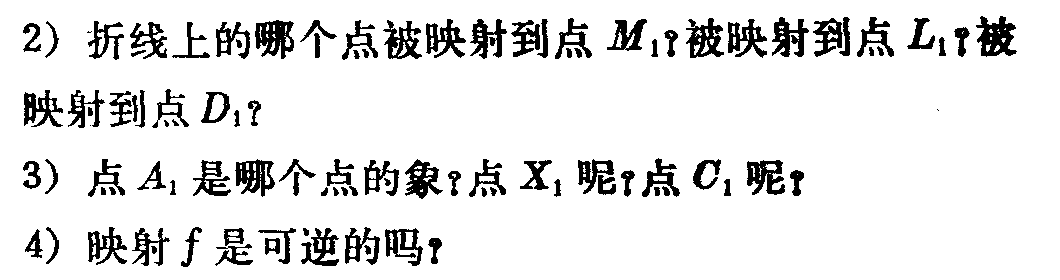 2) 折线上的哪个点被映射到点 M₁?被映射到点 L₁?被
映射到点 D₁?
3) 点 A₁ 是哪个点的象?点 X₁ 呢?点 C₁ 呢?
4) 映射 f 是可逆的吗?